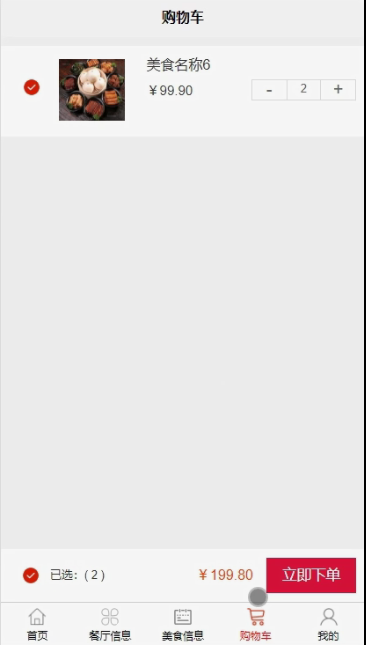 购物车
美食名称6
￥99.90
- 2 +
已选：( 2 )
￥199.80
立即下单
首页 餐厅信息 美食信息 购物车 我的